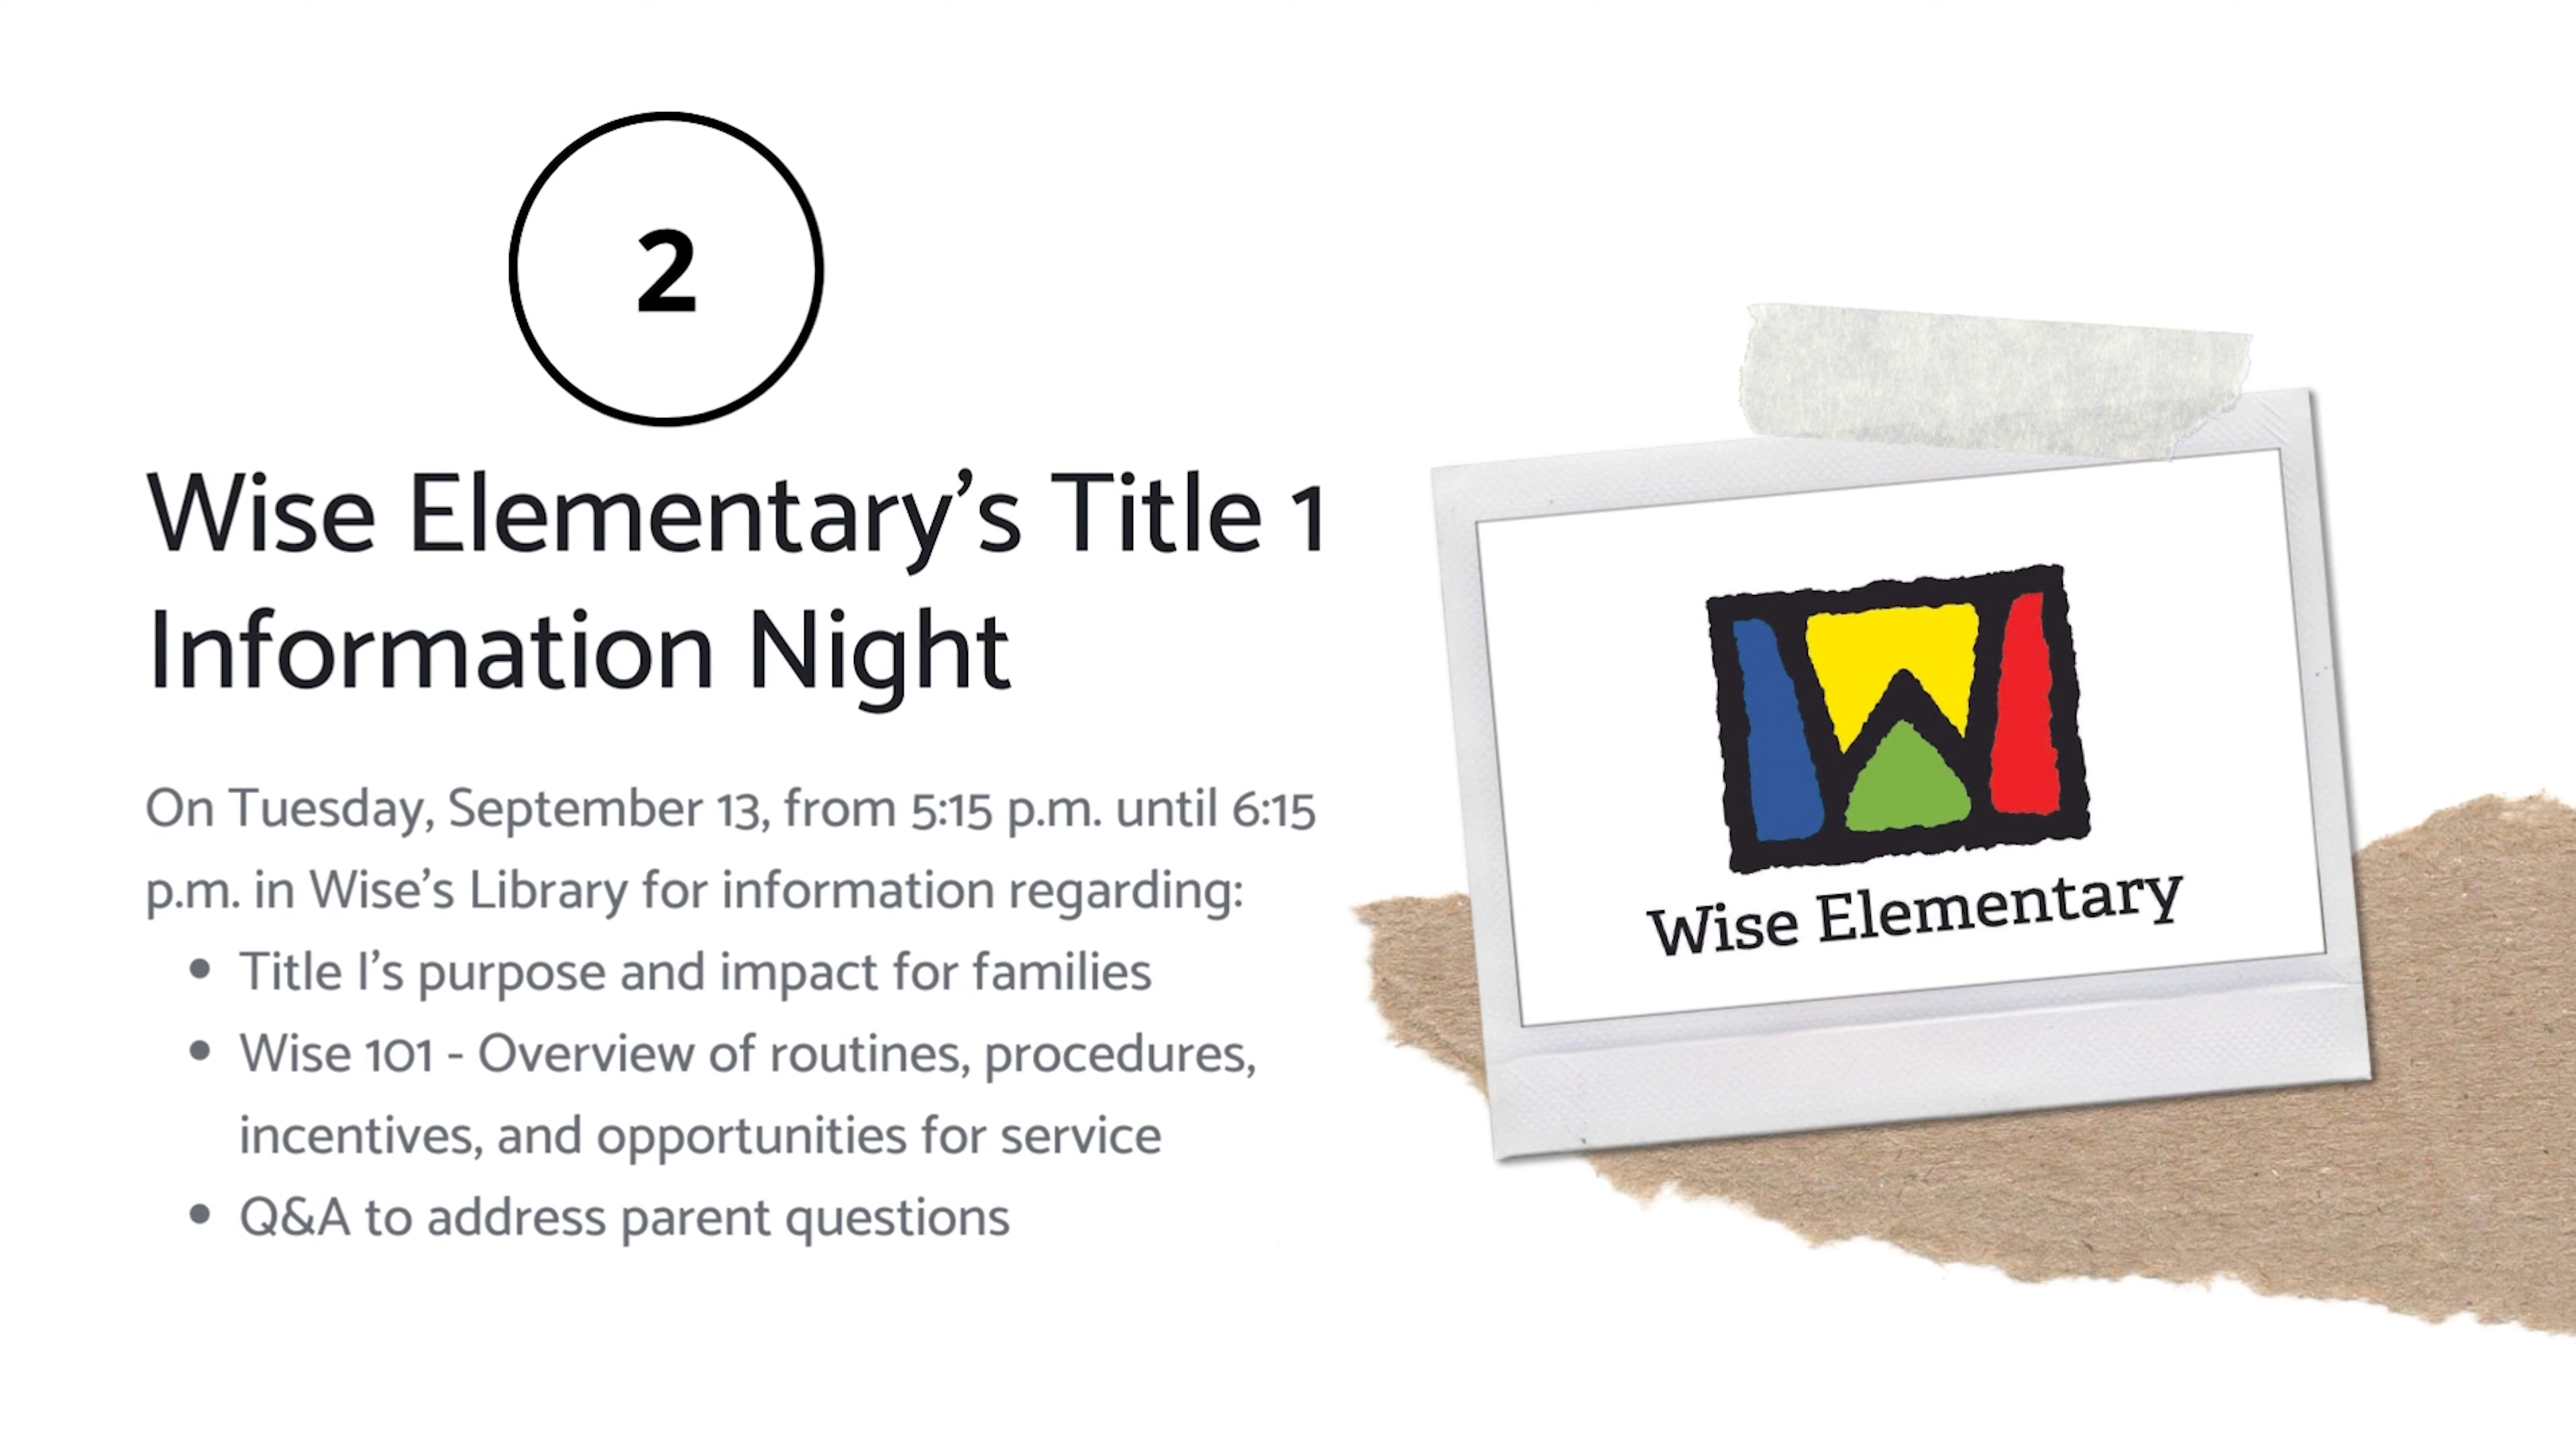 2
Wise Elementary’s Title 1
Information Night
On Tuesday, September 13, from 5:15 p.m. until 6:15
p.m. in Wise’s Library for information regarding:
• Title I’s purpose and impact for families
• Wise 101 - Overview of routines, procedures,
incentives, and opportunities for service
• Q&A to address parent questions
Wise Elementary